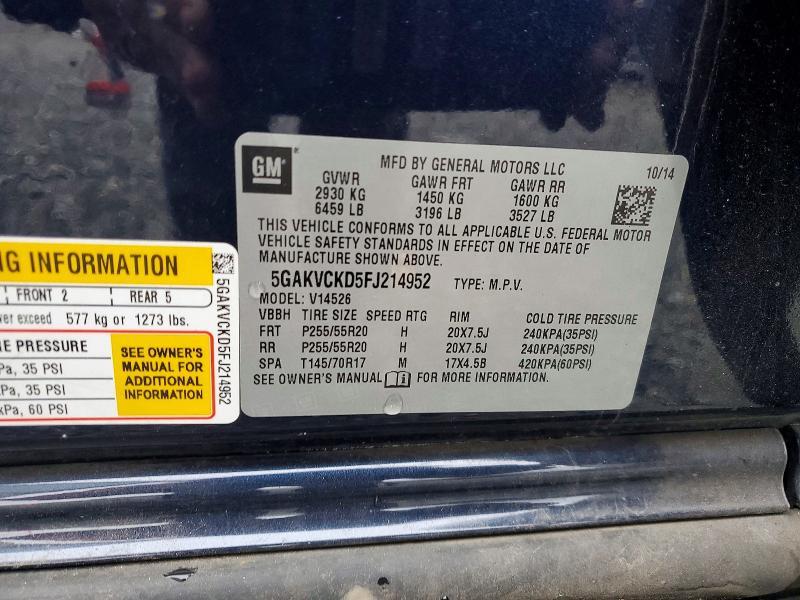 GM
MFD BY GENERAL MOTORS LLC 10/14
GVWR GAWR FRT GAWR RR
2930 KG 1450 KG 1600 KG
6459 LB 3196 LB 3527 LB
THIS VEHICLE CONFORMS TO ALL APPLICABLE U.S. FEDERAL MOTOR
VEHICLE SAFETY STANDARDS IN EFFECT ON THE DATE OF
MANUFACTURE SHOWN ABOVE.
5GAKVCKD5FJ214952 TYPE: M.P.V.
MODEL: V14526
VBBH TIRE SIZE SPEED RTG RIM COLD TIRE PRESSURE
FRT P255/55R20 H 20X7.5J 240KPA(35PSI)
RR P255/55R20 H 20X7.5J 240KPA(35PSI)
SPA T145/70R17 M 17X4.5B 420KPA(60PSI)
SEE OWNER'S MANUAL FOR MORE INFORMATION.
NG INFORMATION
FRONT 2 REAR 5
ver exceed 577 kg or 1273 lbs.
RE PRESSURE
Pa, 35 PSI
kPa, 35 PSI
kPa, 60 PSI
SEE OWNER'S
MANUAL FOR
ADDITIONAL
INFORMATION
5GAKVCKD5FJ214952